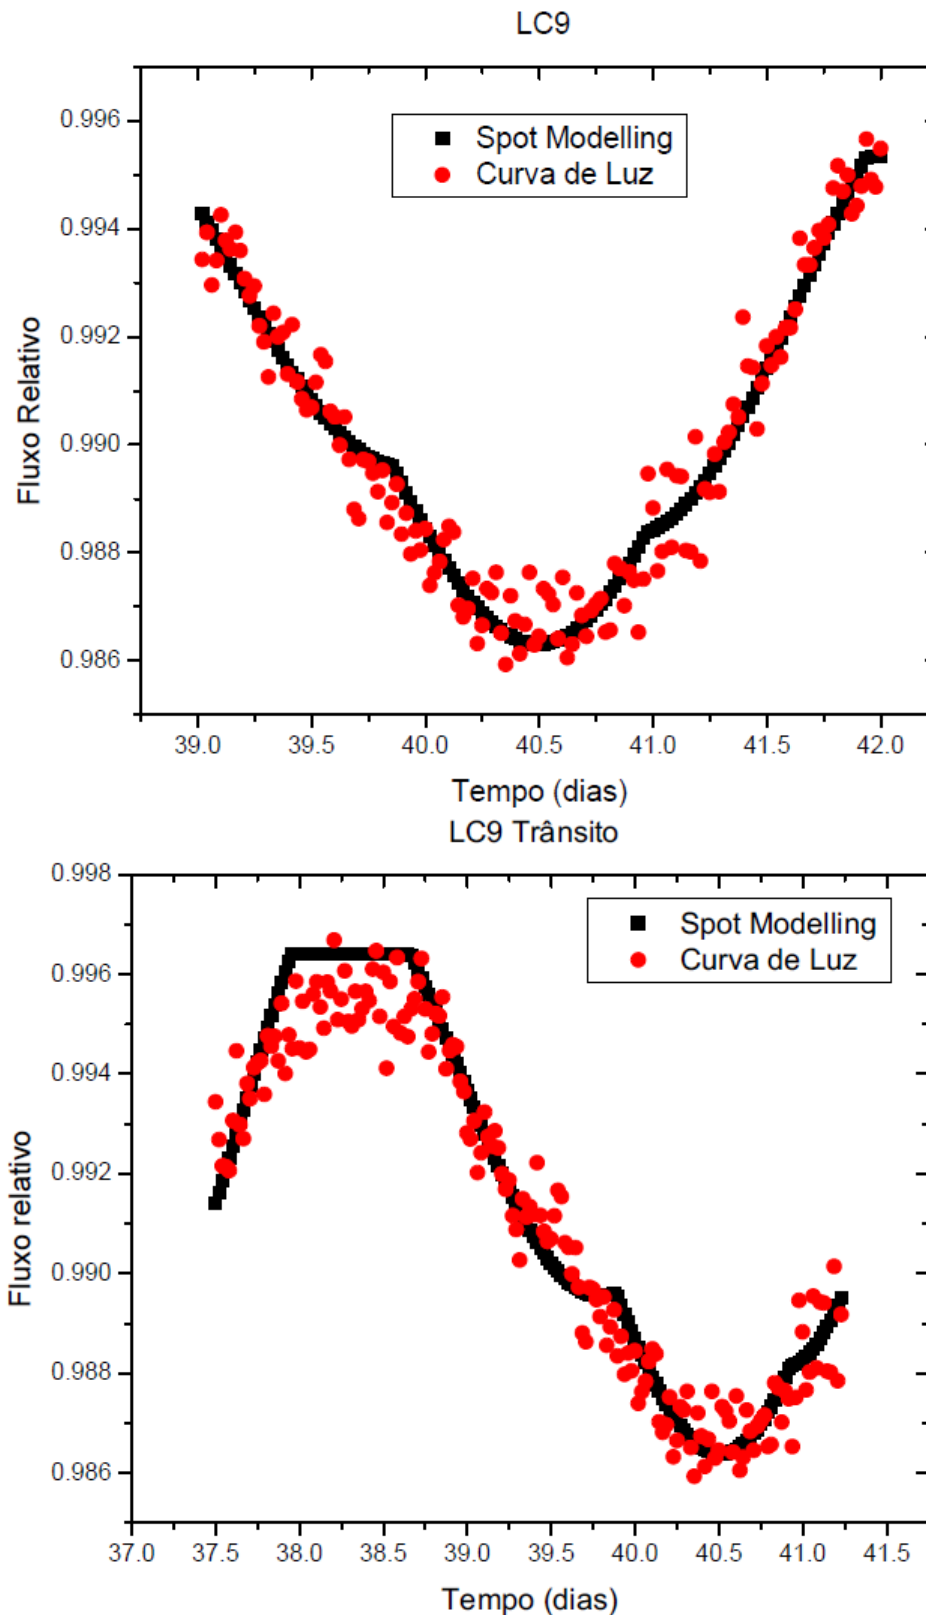 LC9
Spot Modelling
Curva de Luz
0.996
0.994
0.992
0.990
0.988
0.986
Fluxo Relativo
39.0 39.5 40.0 40.5 41.0 41.5 42.0
Tempo (dias)
LC9 Trânsito
Spot Modelling
Curva de Luz
0.998
0.996
0.994
0.992
0.990
0.988
0.986
Fluxo relativo
37.0 37.5 38.0 38.5 39.0 39.5 40.0 40.5 41.0 41.5
Tempo (dias)